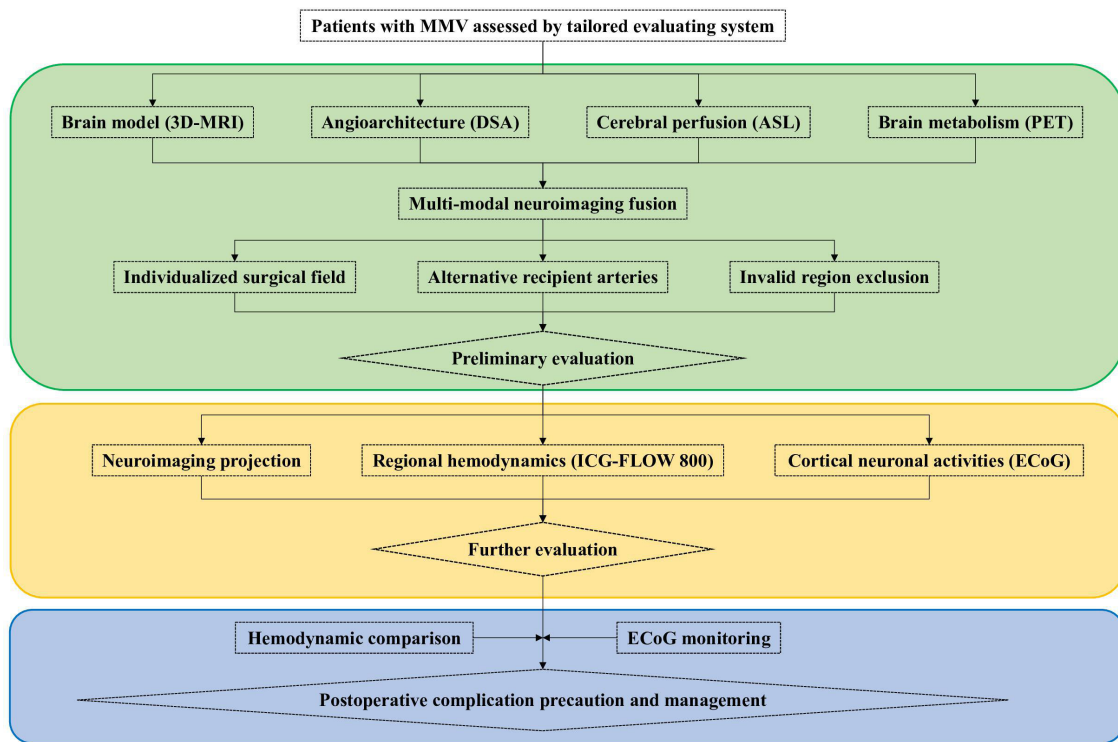 Patients with MMV assessed by tailored evaluating system
Brain model (3D-MRI)
Angioarchitecture (DSA)
Cerebral perfusion (ASL)
Brain metabolism (PET)
Multi-modal neuroimaging fusion
Individualized surgical field
Alternative recipient arteries
Invalid region exclusion
Preliminary evaluation
Neuroimaging projection
Regional hemodynamics (ICG-FLOW 800)
Cortical neuronal activities (ECoG)
Further evaluation
Hemodynamic comparison
ECoG monitoring
Postoperative complication precaution and management